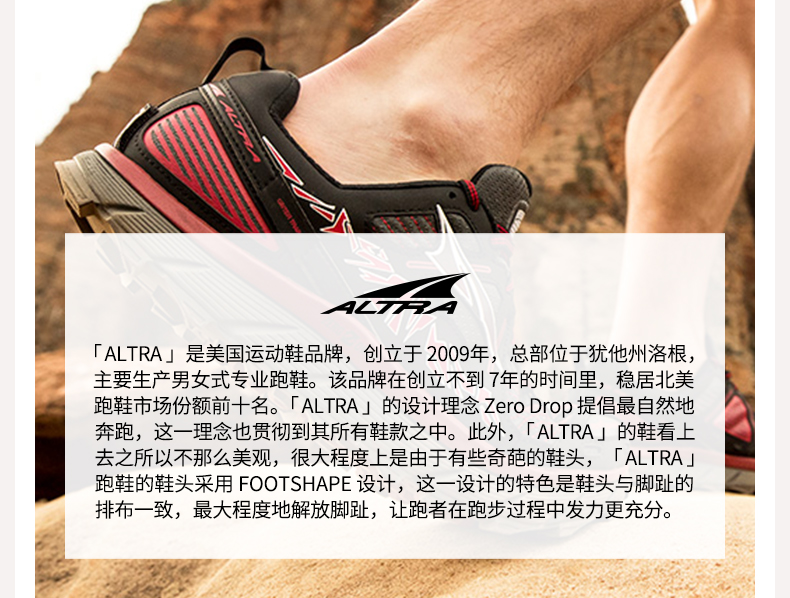 ALTRA
ALTRA
「ALTRA」是美国运动鞋品牌，创立于 2009年，总部位于犹他州洛根，
主要生产男女式专业跑鞋。该品牌在创立不到 7年的时间里，稳居北美
跑鞋市场份额前十名。「ALTRA」的设计理念 Zero Drop 提倡最自然地
奔跑，这一理念也贯彻到其所有鞋款之中。此外，「ALTRA」的鞋看上
去之所以不那么美观，很大程度上是由于有些奇葩的鞋头，「ALTRA」
跑鞋的鞋头采用 FOOTSHAPE 设计，这一设计的特色是鞋头与脚趾的
排布一致，最大程度地解放脚趾，让跑者在跑步过程中发力更充分。